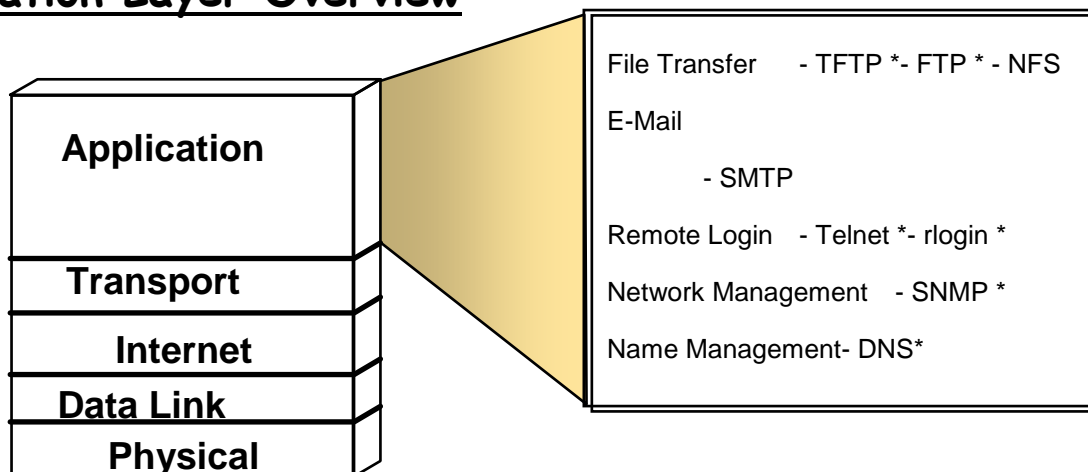 Layer Overview
Application
Transport
Internet
Data Link
Physical
File Transfer - TFTP *- FTP * - NFS
E-Mail
- SMTP
Remote Login - Telnet *- rlogin *
Network Management - SNMP *
Name Management- DNS*